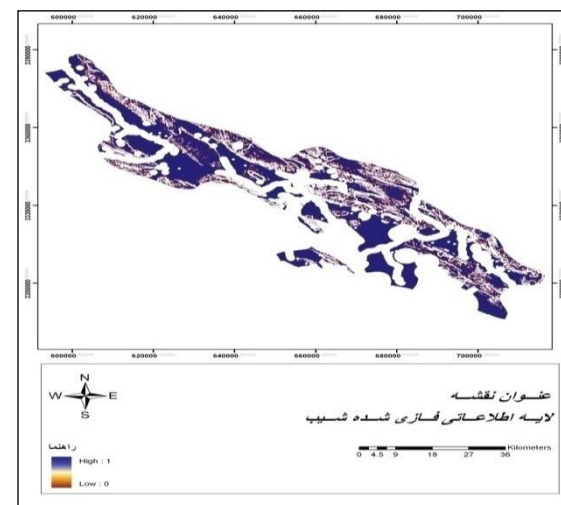 600000 620000 640000 660000 680000 700000
3300000
600000 620000 640000 660000 680000 700000
N
W E
S
عنوان نقشه
لایه اطلاعاتی فازی شده شیب
راهنما
High : 1
Low : 0
Kilometers
0 4.5 9 18 27 36